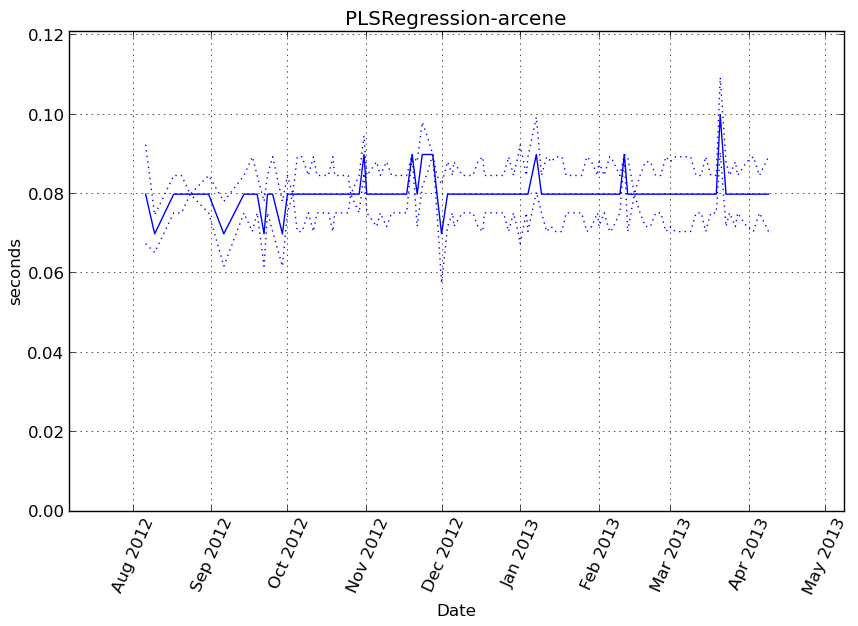 PLSRegression-arcene
0.12
0.10
0.08
0.06
0.04
0.02
0.00
seconds
Aug 2012
Sep 2012
Oct 2012
Nov 2012
Dec 2012
Jan 2013
Feb 2013
Mar 2013
Apr 2013
May 2013
Date